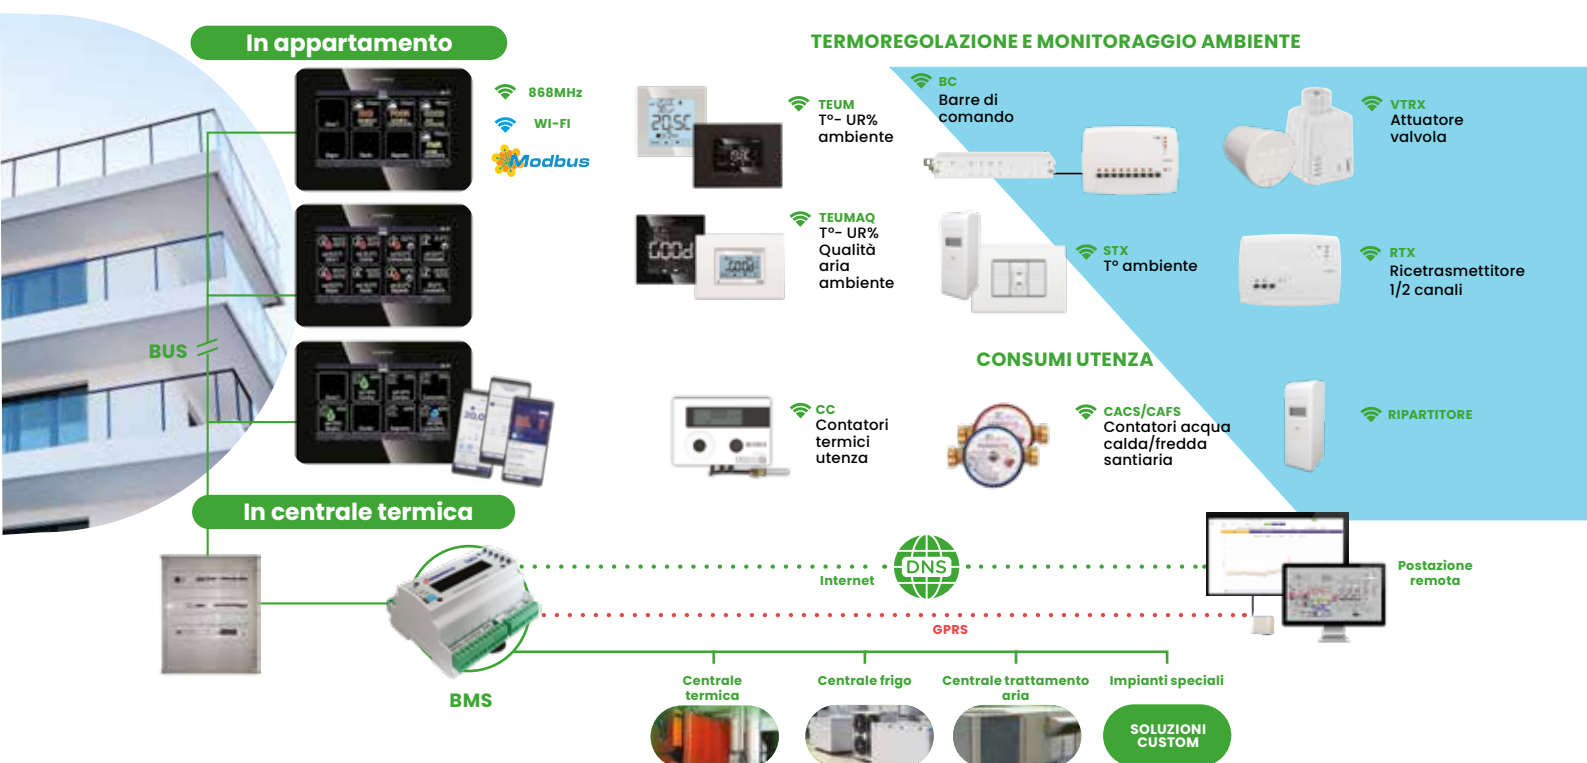 In appartamento
TERMOREGOLAZIONE E MONITORAGGIO AMBIENTE
868MHz
WI-FI
Modbus
TEUM
T°- UR%
ambiente
BC
Barre di
comando
VTRX
Attuatore
valvola
TEUMAQ
T°- UR%
Qualità
aria
ambiente
STX
T° ambiente
RTX
Ricetrasmettitore
1/2 canali
BUS
CONSUMI UTENZA
CC
Contatori
termici
utenza
CACS/CAFS
Contatori acqua
calda/fredda
santiaria
RIPARTITORE
In centrale termica
Internet
DNS
Postazione
remota
GPRS
BMS
Centrale
termica
Centrale frigo
Centrale trattamento
aria
Impianti speciali
SOLUZIONI
CUSTOM